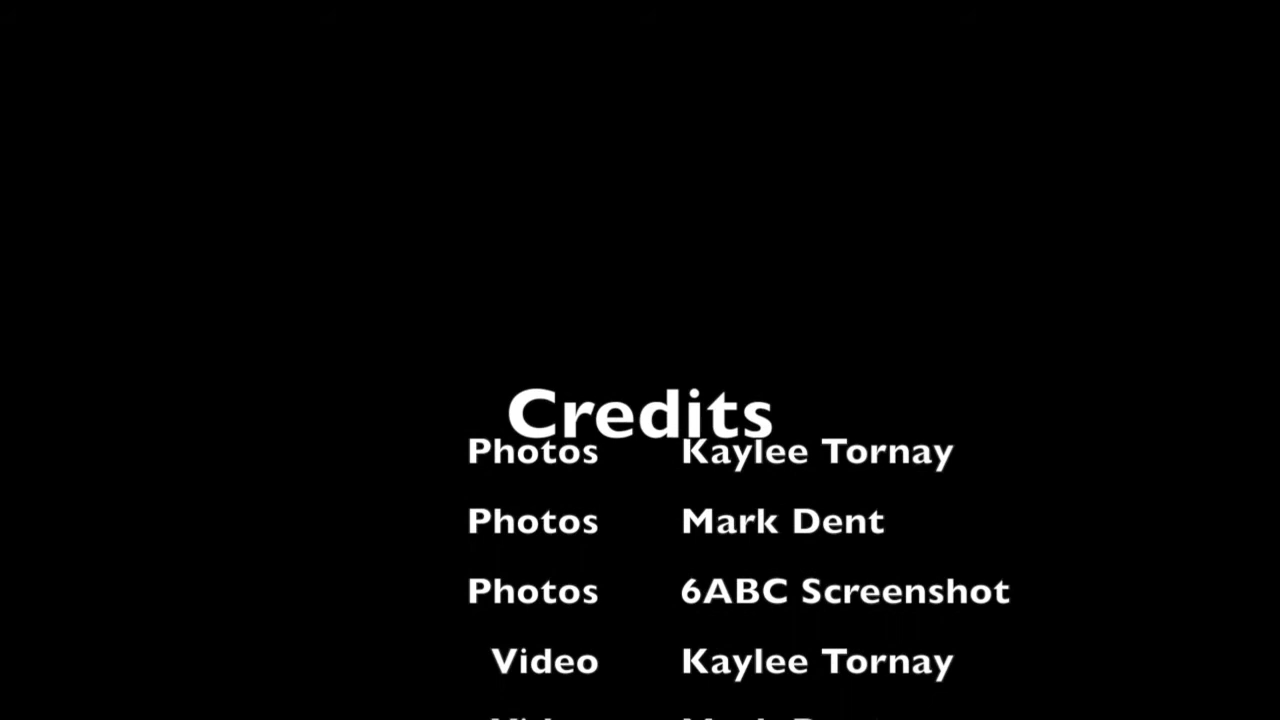 Credits
Photos Kaylee Tornay
Photos Mark Dent
Photos 6ABC Screenshot
Video Kaylee Tornay